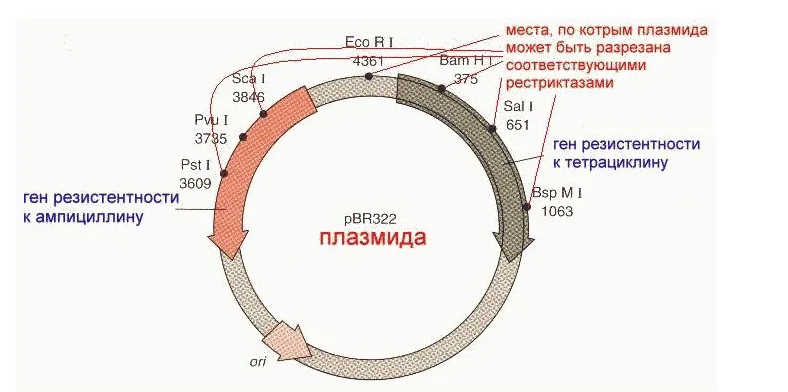 места, по котрым плазмида
может быть разрезана
соответствующими
рестриктазами
Eco R I
4361
Bam H I
375
Sca I
3846
Sal I
651
Pvu I
3735
ген резистентности
к тетрациклину
Pst I
3609
Bsp M I
1063
ген резистентности
к ампициллину
pBR322
плазмида
ori